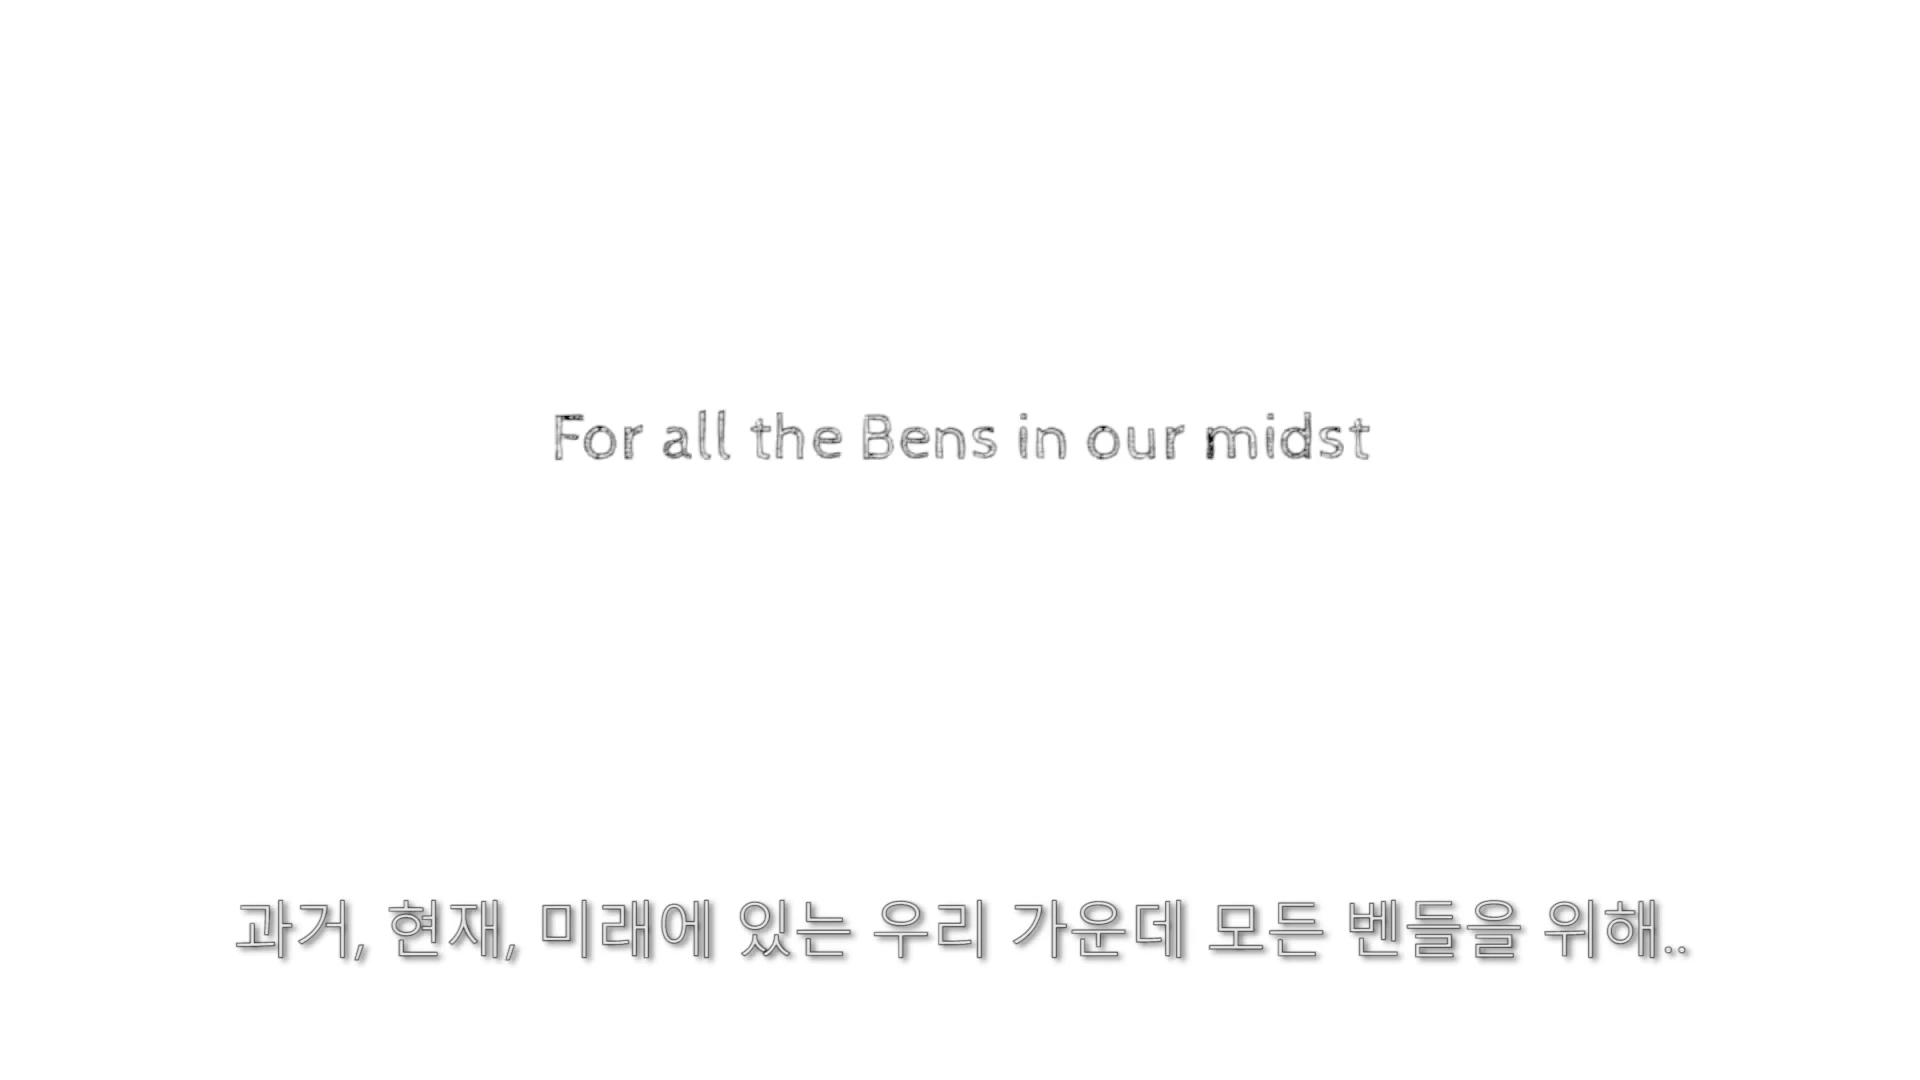 For all the Bens in our midst
과거, 현재, 미래에 있는 우리 가운데 모든 벤들을 위해..